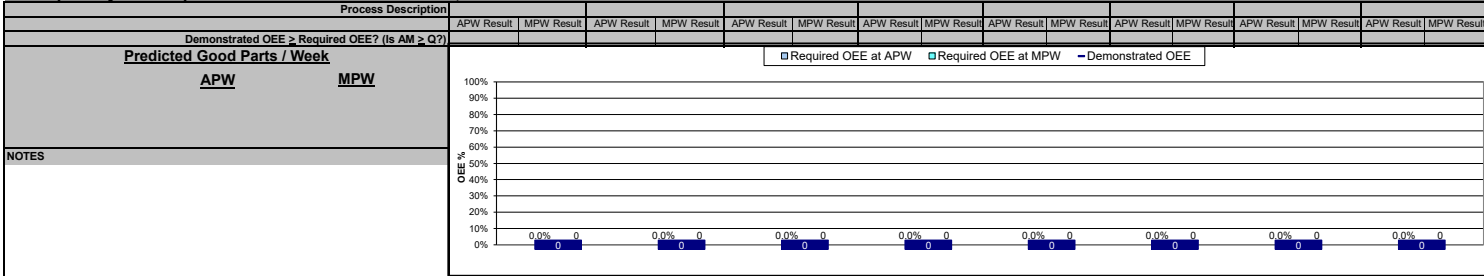 Process Description
APW Result MPW Result APW Result MPW Result APW Result MPW Result APW Result MPW Result APW Result MPW Result APW Result MPW Result APW Result MPW Result APW Result MPW Result
Demonstrated OEE ≥ Required OEE? (Is AM ≥ Q?)
Predicted Good Parts / Week
APW MPW
NOTES
Required OEE at APW Required OEE at MPW Demonstrated OEE
OEE %
100%
90%
80%
70%
60%
50%
40%
30%
20%
10%
0%
0.0% 0 0.0% 0 0.0% 0 0.0% 0 0.0% 0 0.0% 0 0.0% 0 0.0% 0
0 0 0 0 0 0 0 0